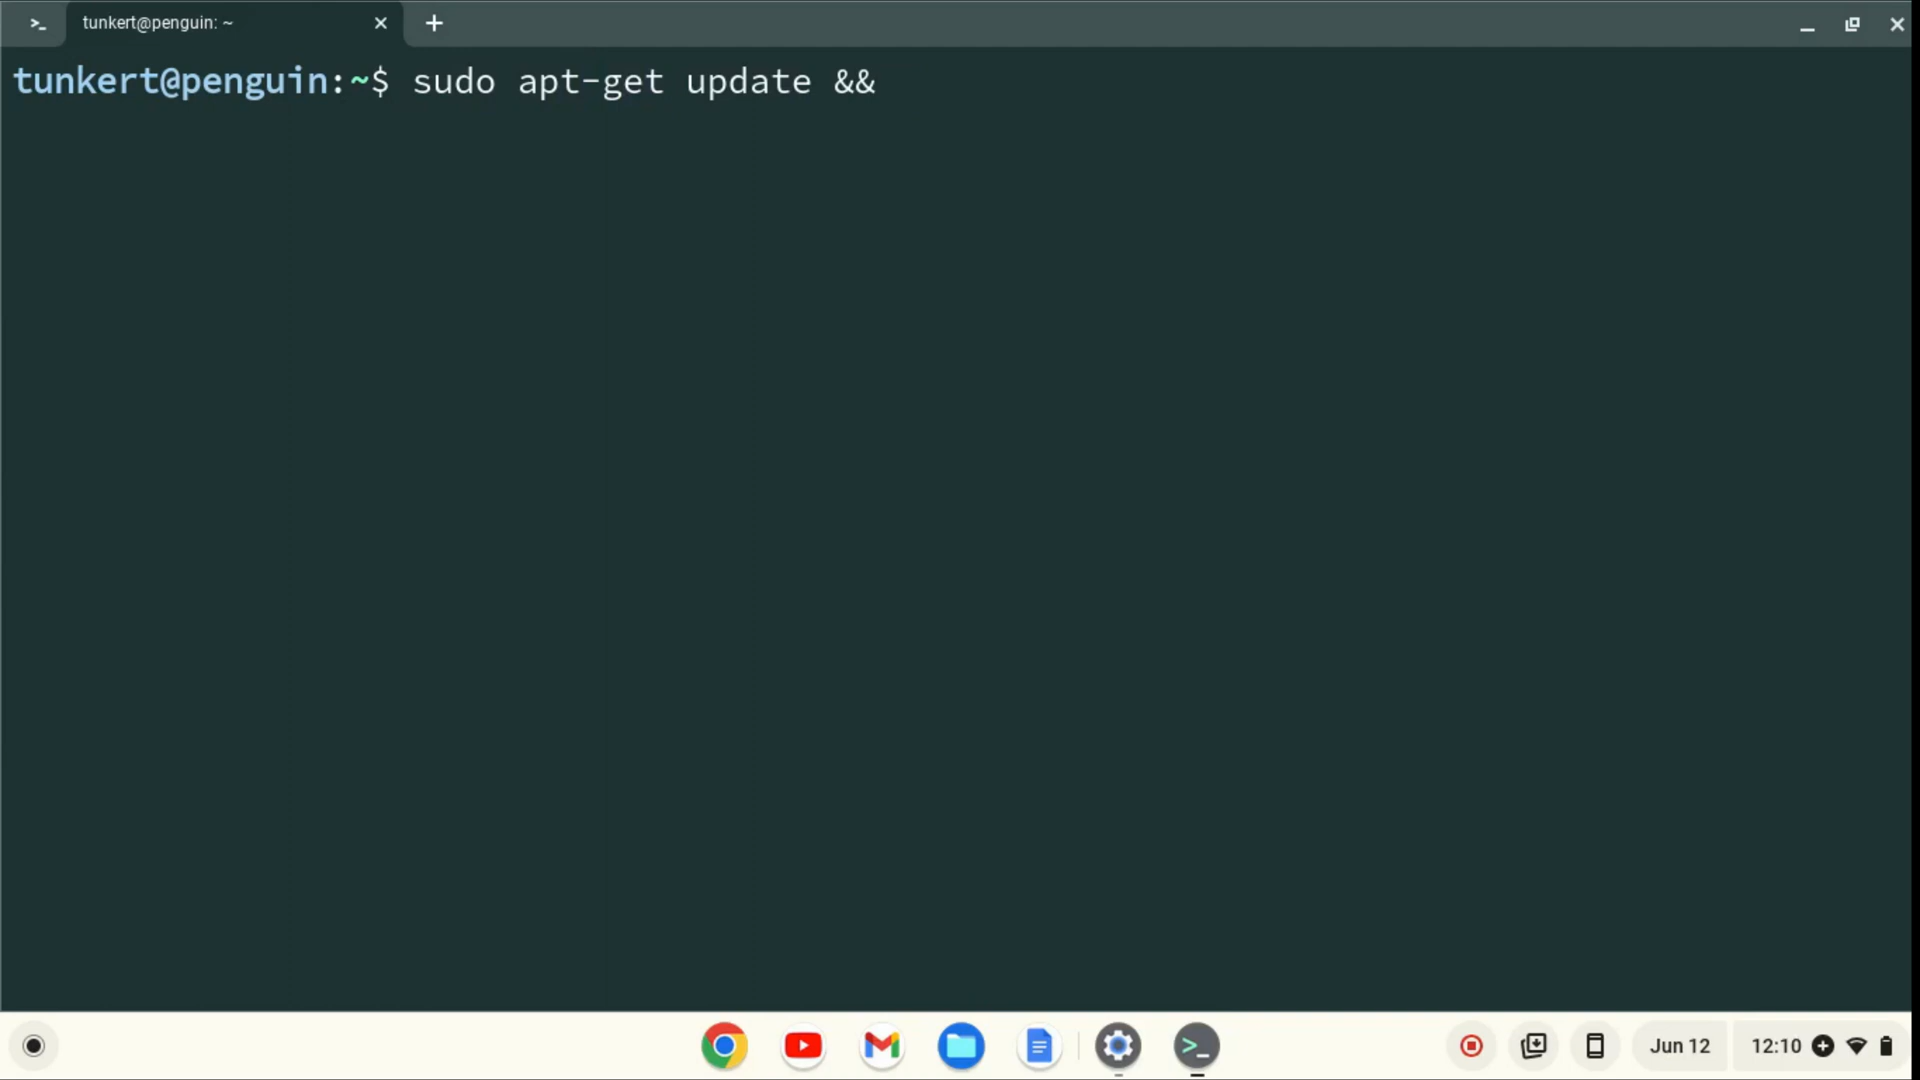 tunkert@penguin: ~
tunkert@penguin:~$ sudo apt-get update &&
Jun 12
12:10